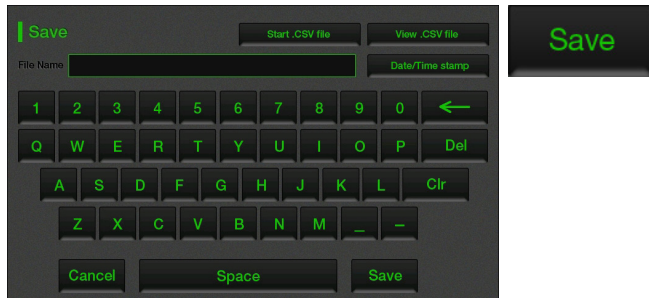 Save
Start .CSV file
View .CSV file
Save
File Name
Date/Time stamp
1 2 3 4 5 6 7 8 9 0 ←
Q W E R T Y U I O P Del
A S D F G H J K L Clr
Z X C V B N M _ –
Cancel Space Save